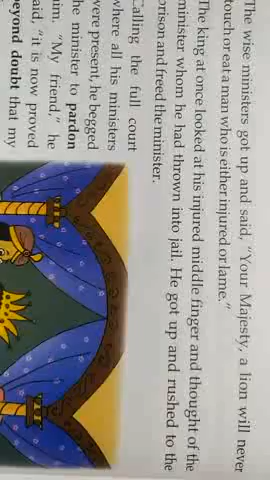 The wise ministers got up and said, "Your Majesty, a lion will never
touch or eat a man who is either injured or lame."
The king at once looked at his injured middle finger and thought of the
minister whom he had thrown into jail. He got up and rushed to the
prison and freed the minister.
Calling the full court
where all his ministers
were present, he begged
the minister to pardon
him. "My friend," he
said, "it is now proved
beyond doubt that my